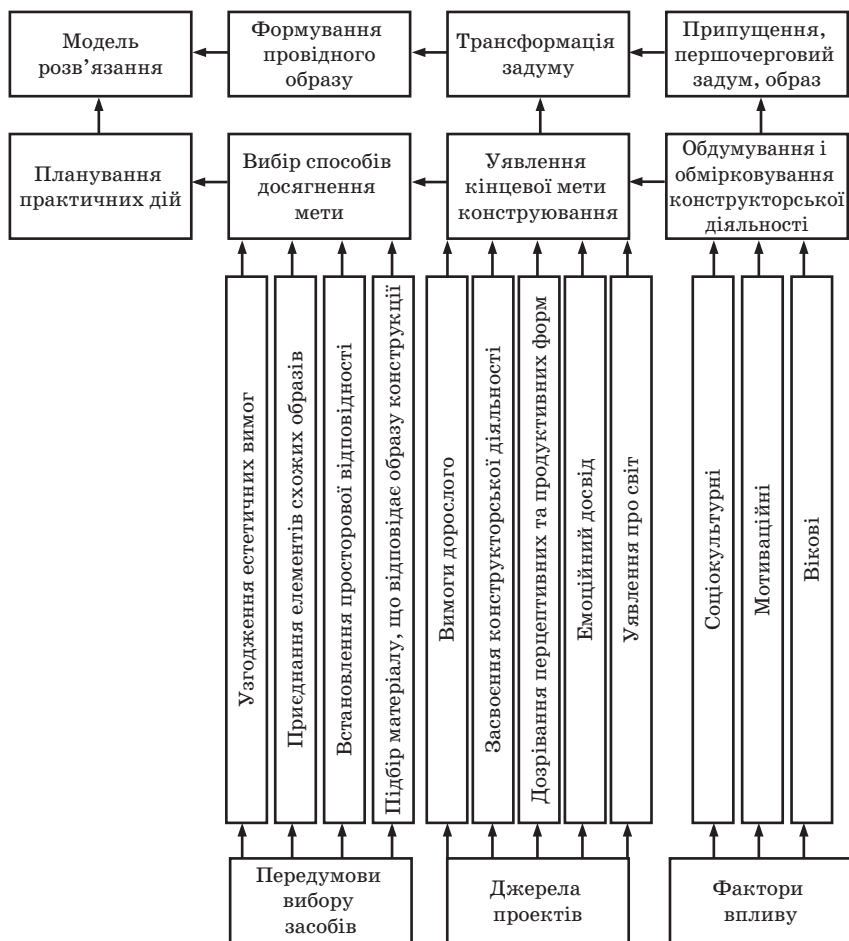 Модель
розв’язання
Формування
провідного
образу
Трансформація
задуму
Припущення,
першочерговий
задум, образ
Планування
практичних дій
Вибір способів
досягнення
мети
Уявлення
кінцевої мети
конструювання
Обдумування і
обмірковування
конструкторської
діяльності
Узгодження естетичних вимог
Приєднання елементів схожих образів
Встановлення просторової відповідності
Підбір матеріалу, що відповідає образу конструкції
Вимоги дорослого
Засвоєння конструкторської діяльності
Дозрівання перцептивних та продуктивних форм
Емоційний досвід
Уявлення про світ
Соціокультурні
Мотиваційні
Вікові
Передумови
вибору
засобів
Джерела
проектів
Фактори
впливу